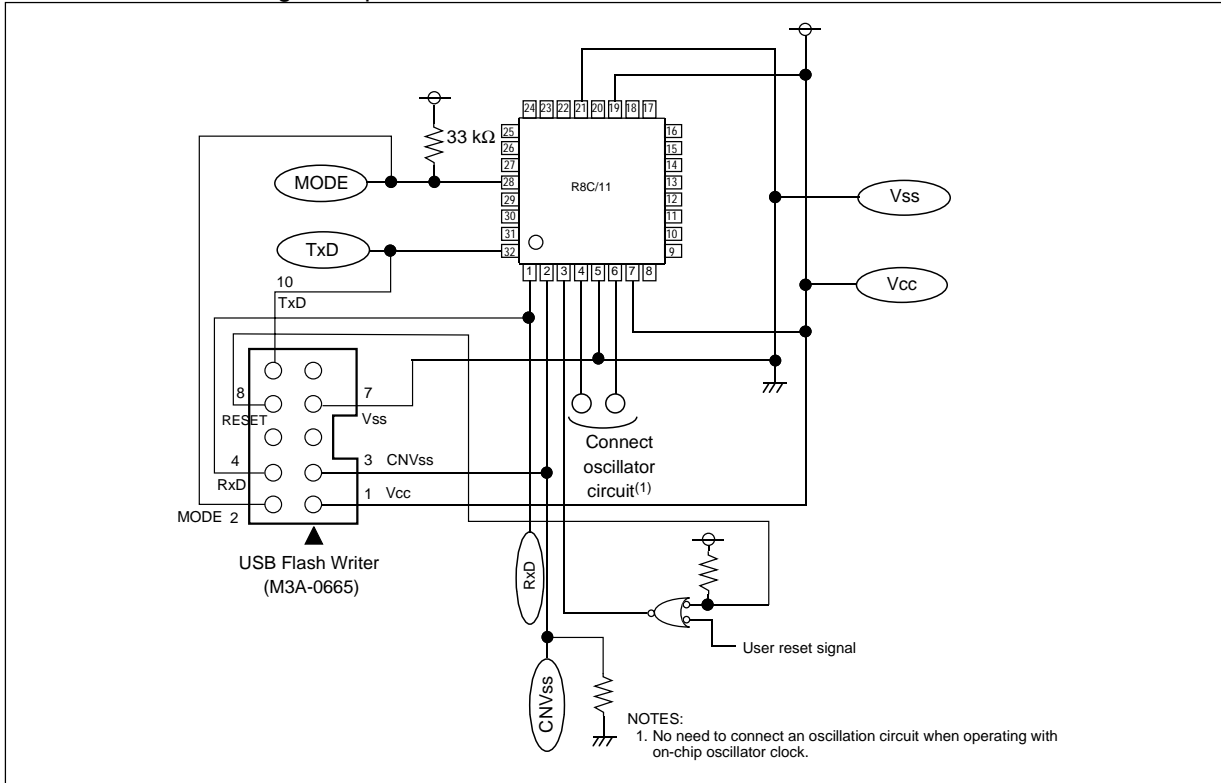 24 23 22 21 20 19 18 17
33 kΩ
25
26
27
28
29
30
31
32
16
15
14
13
12
11
10
9
R8C/11
1 2 3 4 5 6 7 8
MODE
TxD
Vss
Vcc
10
TxD
8
RESET
7
Vss
4
RxD
3 CNVss
1 Vcc
MODE 2
USB Flash Writer
(M3A-0665)
Connect
oscillator
circuit(1)
RxD
CNVss
User reset signal
NOTES:
1. No need to connect an oscillation circuit when operating with
on-chip oscillator clock.